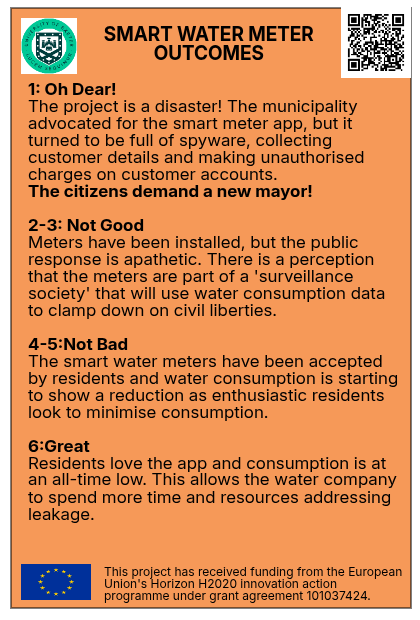 SMART WATER METER
OUTCOMES
1: Oh Dear!
The project is a disaster! The municipality
advocated for the smart meter app, but it
turned to be full of spyware, collecting
customer details and making unauthorised
charges on customer accounts.
The citizens demand a new mayor!
2-3: Not Good
Meters have been installed, but the public
response is apathetic. There is a perception
that the meters are part of a 'surveillance
society' that will use water consumption data
to clamp down on civil liberties.
4-5:Not Bad
The smart water meters have been accepted
by residents and water consumption is starting
to show a reduction as enthusiastic residents
look to minimise consumption.
6:Great
Residents love the app and consumption is at
an all-time low. This allows the water company
to spend more time and resources addressing
leakage.
This project has received funding from the European
Union's Horizon H2020 innovation action
programme under grant agreement 101037424.